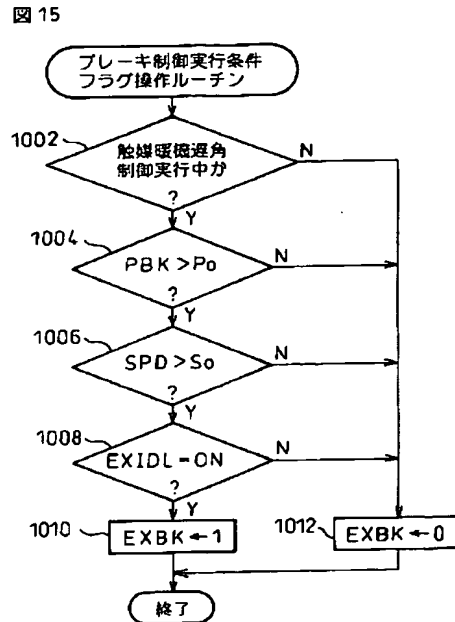 図15
ブレーキ制御実行条件
フラグ操作ルーチン
1002
触媒暖機遅角
制御実行中か
?
N
Y
1004
PBK>Po
?
N
Y
1006
SPD>So
?
N
Y
1008
EXIDL=ON
?
N
Y
1010
EXBK←1
1012
EXBK←0
終了